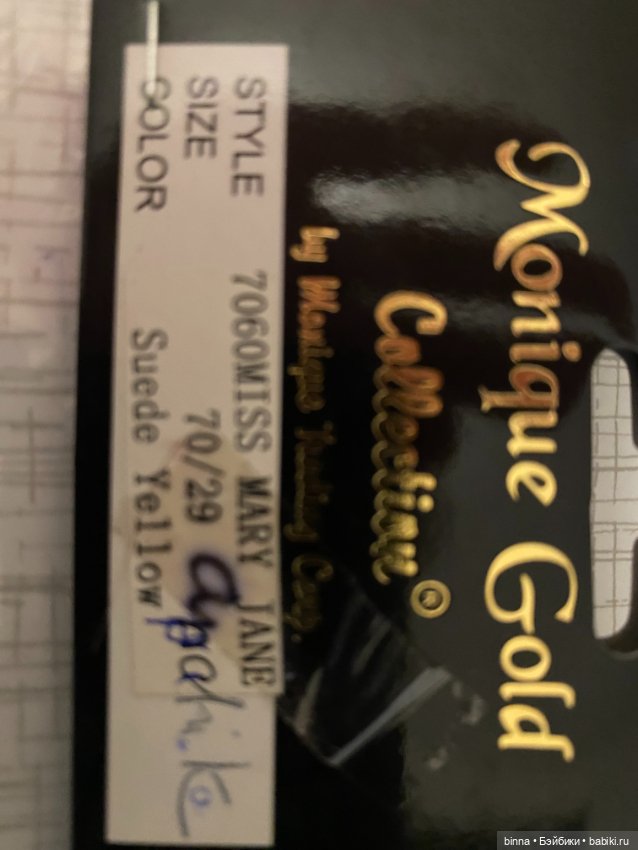 Monique Gold
Collection
by Monique Trading Corp.
STYLE 7060MISS MARY JANE
SIZE 70/29
COLOR Suede Yellow
binna • Бэйбики • babiki.ru